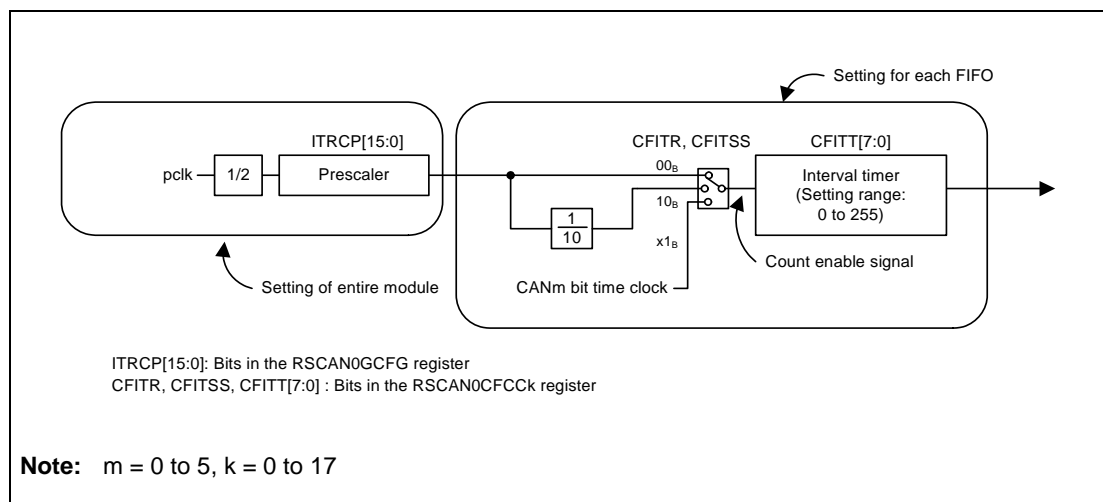 Setting for each FIFO
ITRCP[15:0]
CFITR, CFITSS
CFITT[7:0]
pclk
1/2
Prescaler
00B
Interval timer
(Setting range:
0 to 255)
10B
1
10
x1B
Count enable signal
Setting of entire module
CANm bit time clock
ITRCP[15:0]: Bits in the RSCAN0GCFG register
CFITR, CFITSS, CFITT[7:0] : Bits in the RSCAN0CFCCk register
Note: m = 0 to 5, k = 0 to 17